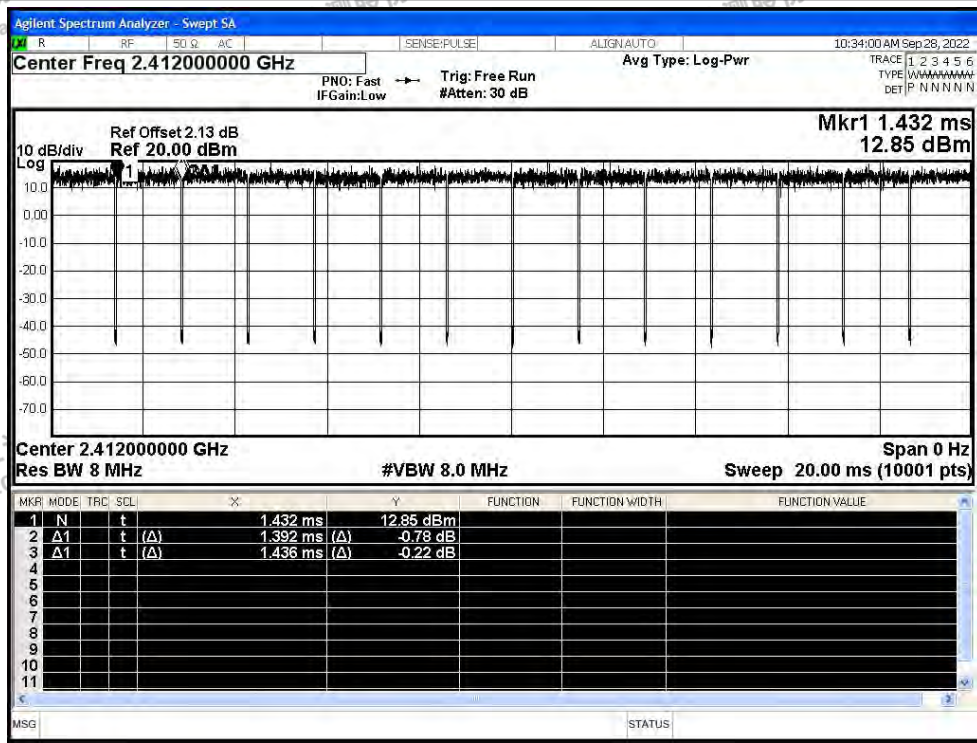 Agilent Spectrum Analyzer - Swept SA
R RF 50 Ω AC SENSE:PULSE ALIGN AUTO 10:34:00 AM Sep 28, 2022
Center Freq 2.412000000 GHz Avg Type: Log-Pwr TRACE 1 2 3 4 5 6
PNO: Fast Trig: Free Run TYPE
IFGain:Low #Atten: 30 dB DET P N N N N N
Mkr1 1.432 ms
Ref Offset 2.13 dB
10 dB/div Ref 20.00 dBm 12.85 dBm
Log
1
10.0
0.00
-10.0
-20.0
-30.0
-40.0
-50.0
-60.0
-70.0
Center 2.412000000 GHz Span 0 Hz
Res BW 8 MHz #VBW 8.0 MHz Sweep 20.00 ms (10001 pts)
MKR MODE TRC SCL X Y FUNCTION FUNCTION WIDTH FUNCTION VALUE
1 N t 1.432 ms 12.85 dBm
2 Δ1 t (Δ) 1.392 ms (Δ) -0.78 dB
3 Δ1 t (Δ) 1.436 ms (Δ) -0.22 dB
4
5
6
7
8
9
10
11
MSG STATUS